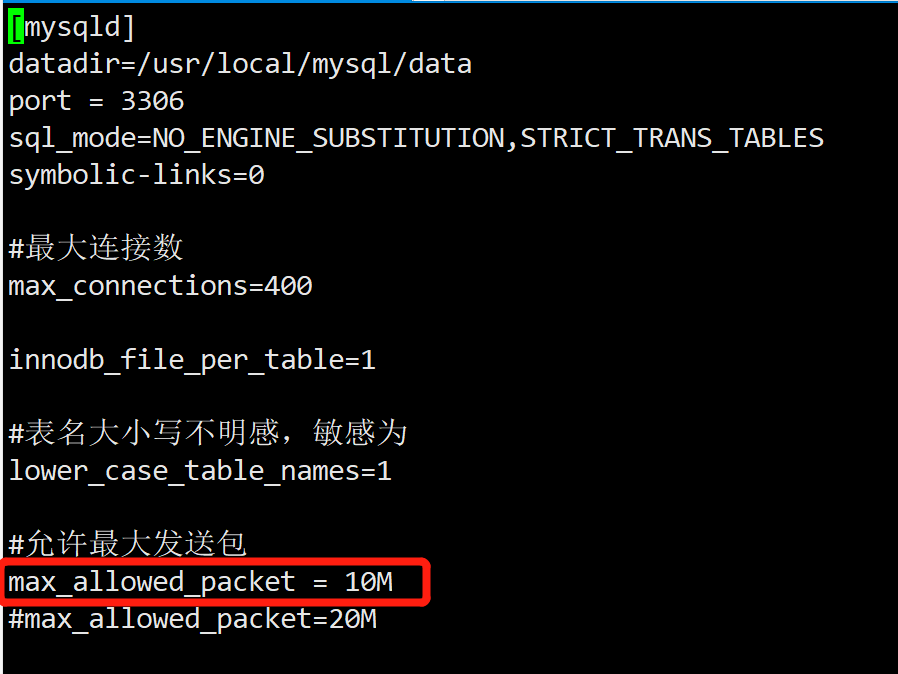 [mysqld]
datadir=/usr/local/mysql/data
port = 3306
sql_mode=NO_ENGINE_SUBSTITUTION,STRICT_TRANS_TABLES
symbolic-links=0
#最大连接数
max_connections=400
innodb_file_per_table=1
#表名大小写不明感，敏感为
lower_case_table_names=1
#允许最大发送包
max_allowed_packet = 10M
#max_allowed_packet=20M